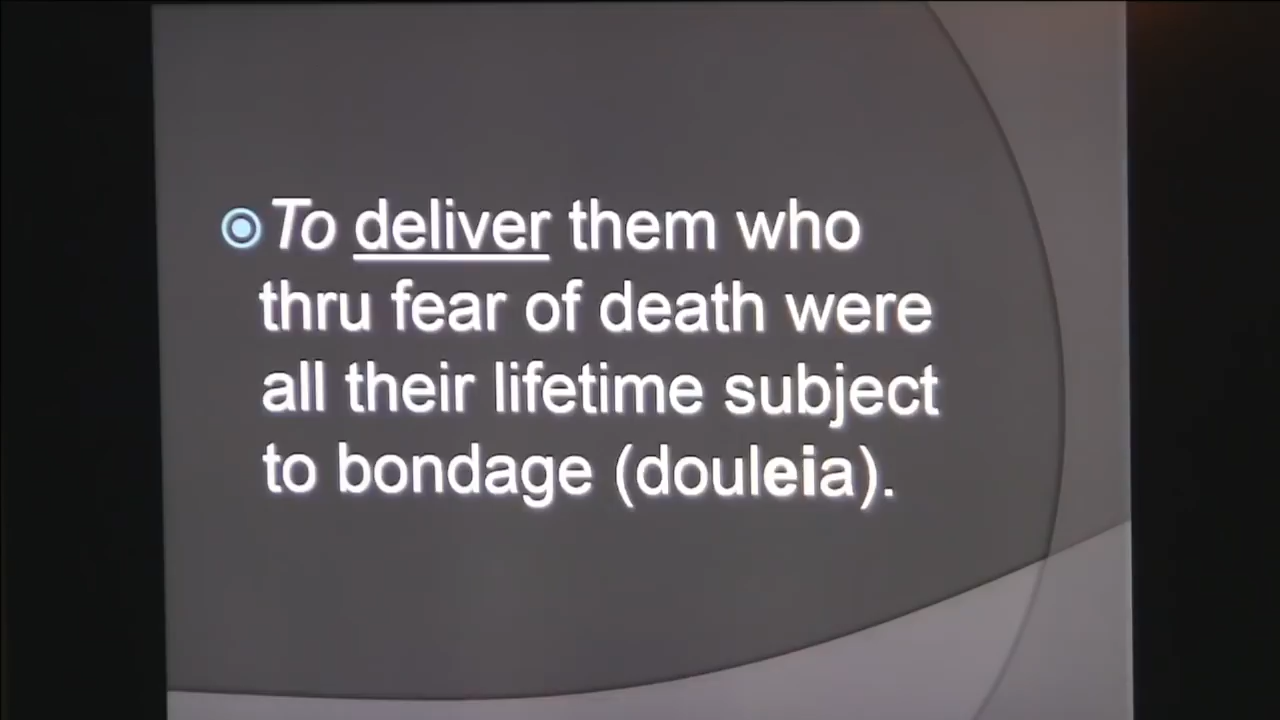 To deliver them who
thru fear of death were
all their lifetime subject
to bondage (douleia).